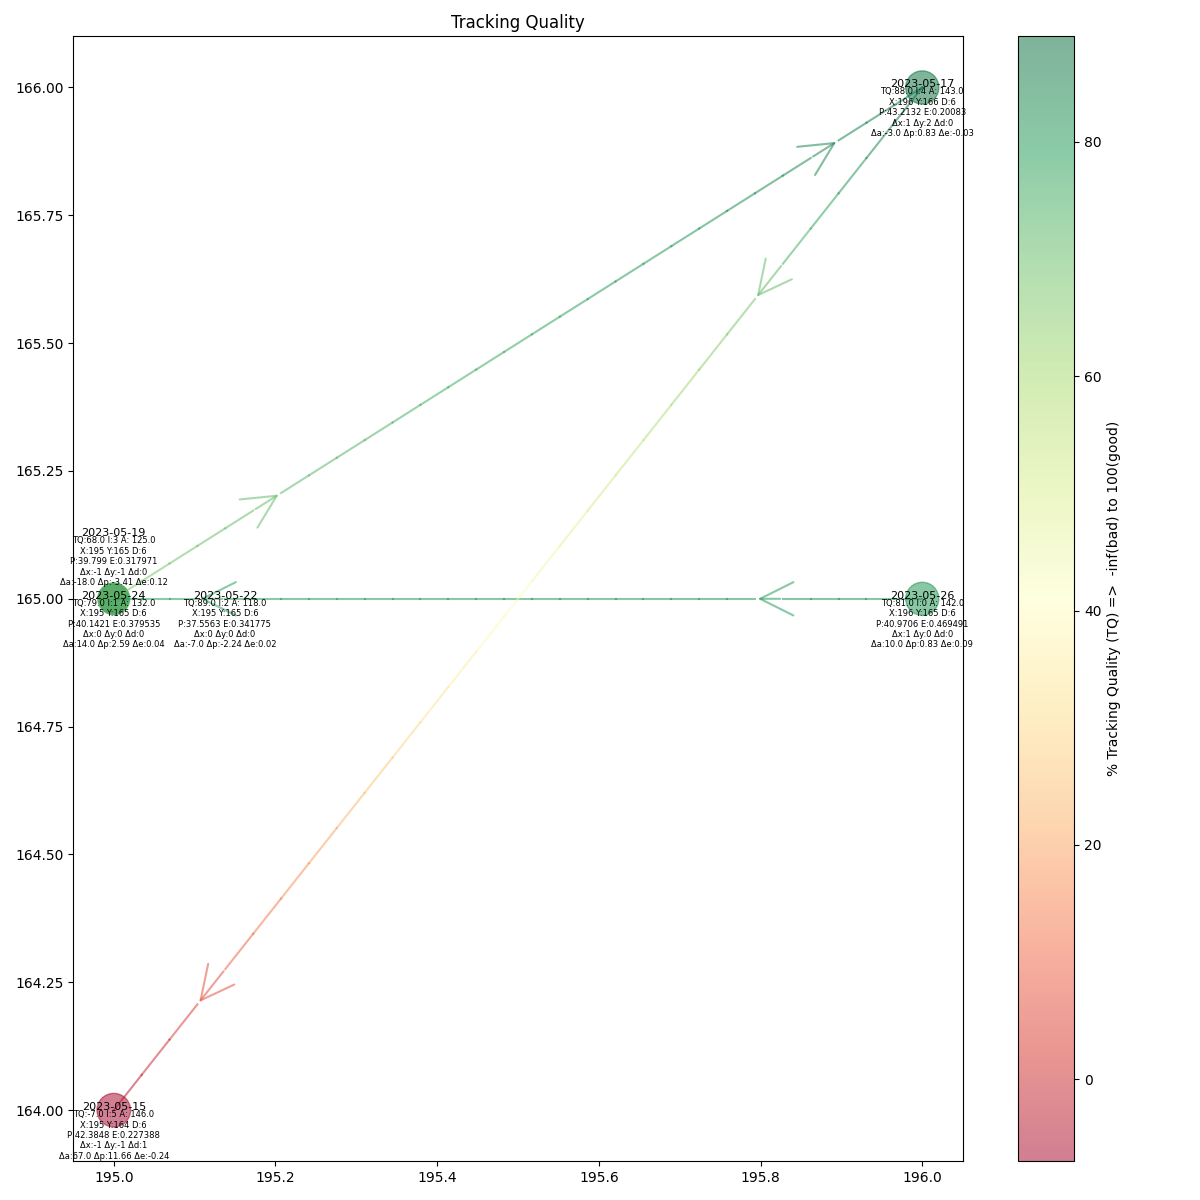 Tracking Quality
166.00
165.75
165.50
165.25
165.00
164.75
164.50
164.25
164.00
195.0
195.2
195.4
195.6
195.8
196.0
2023-05-17
TQ:88.0 I:4 A: 143.0
X:196 Y:166 D:6
P:43.2132 E:0.20083
Δx:1 Δy:2 Δd:0
Δa:-3.0 Δp:0.83 Δe:-0.03
2023-05-19
TQ:68.0 I:3 A: 125.0
X:195 Y:165 D:6
P:39.799 E:0.317971
Δx:-1 Δy:-1 Δd:0
Δa:-18.0 Δp:-3.41 Δe:0.12
2023-05-24
TQ:79.0 I:1 A: 132.0
X:195 Y:165 D:6
P:40.1421 E:0.379535
Δx:0 Δy:0 Δd:0
Δa:14.0 Δp:2.59 Δe:0.04
2023-05-22
TQ:89.0 I:2 A: 118.0
X:195 Y:165 D:6
P:37.5563 E:0.341775
Δx:0 Δy:0 Δd:0
Δa:-7.0 Δp:-2.24 Δe:0.02
2023-05-26
TQ:81.0 I:0 A: 142.0
X:196 Y:165 D:6
P:40.9706 E:0.469491
Δx:1 Δy:0 Δd:0
Δa:10.0 Δp:0.83 Δe:0.09
2023-05-15
TQ:-7.0 I:5 A: 146.0
X:195 Y:164 D:6
P:42.3848 E:0.227388
Δx:-1 Δy:-1 Δd:1
Δa:67.0 Δp:11.66 Δe:-0.24
80
60
40
20
0
% Tracking Quality (TQ) => -inf(bad) to 100(good)